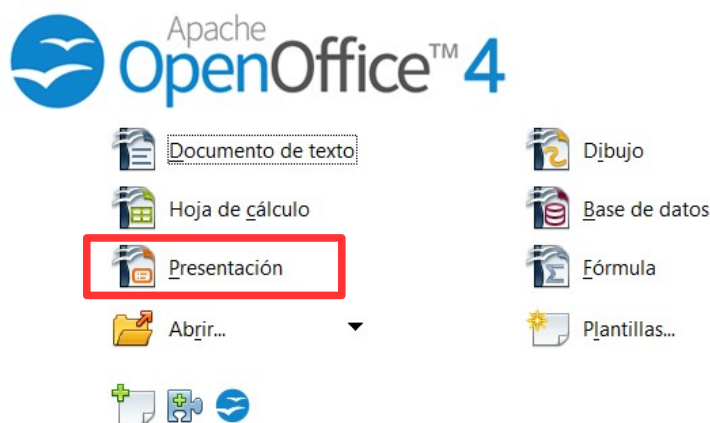 Apache
OpenOffice™ 4
Documento de texto
Dibujo
Hoja de cálculo
Base de datos
Presentación
Fórmula
Abrir...
Plantillas...